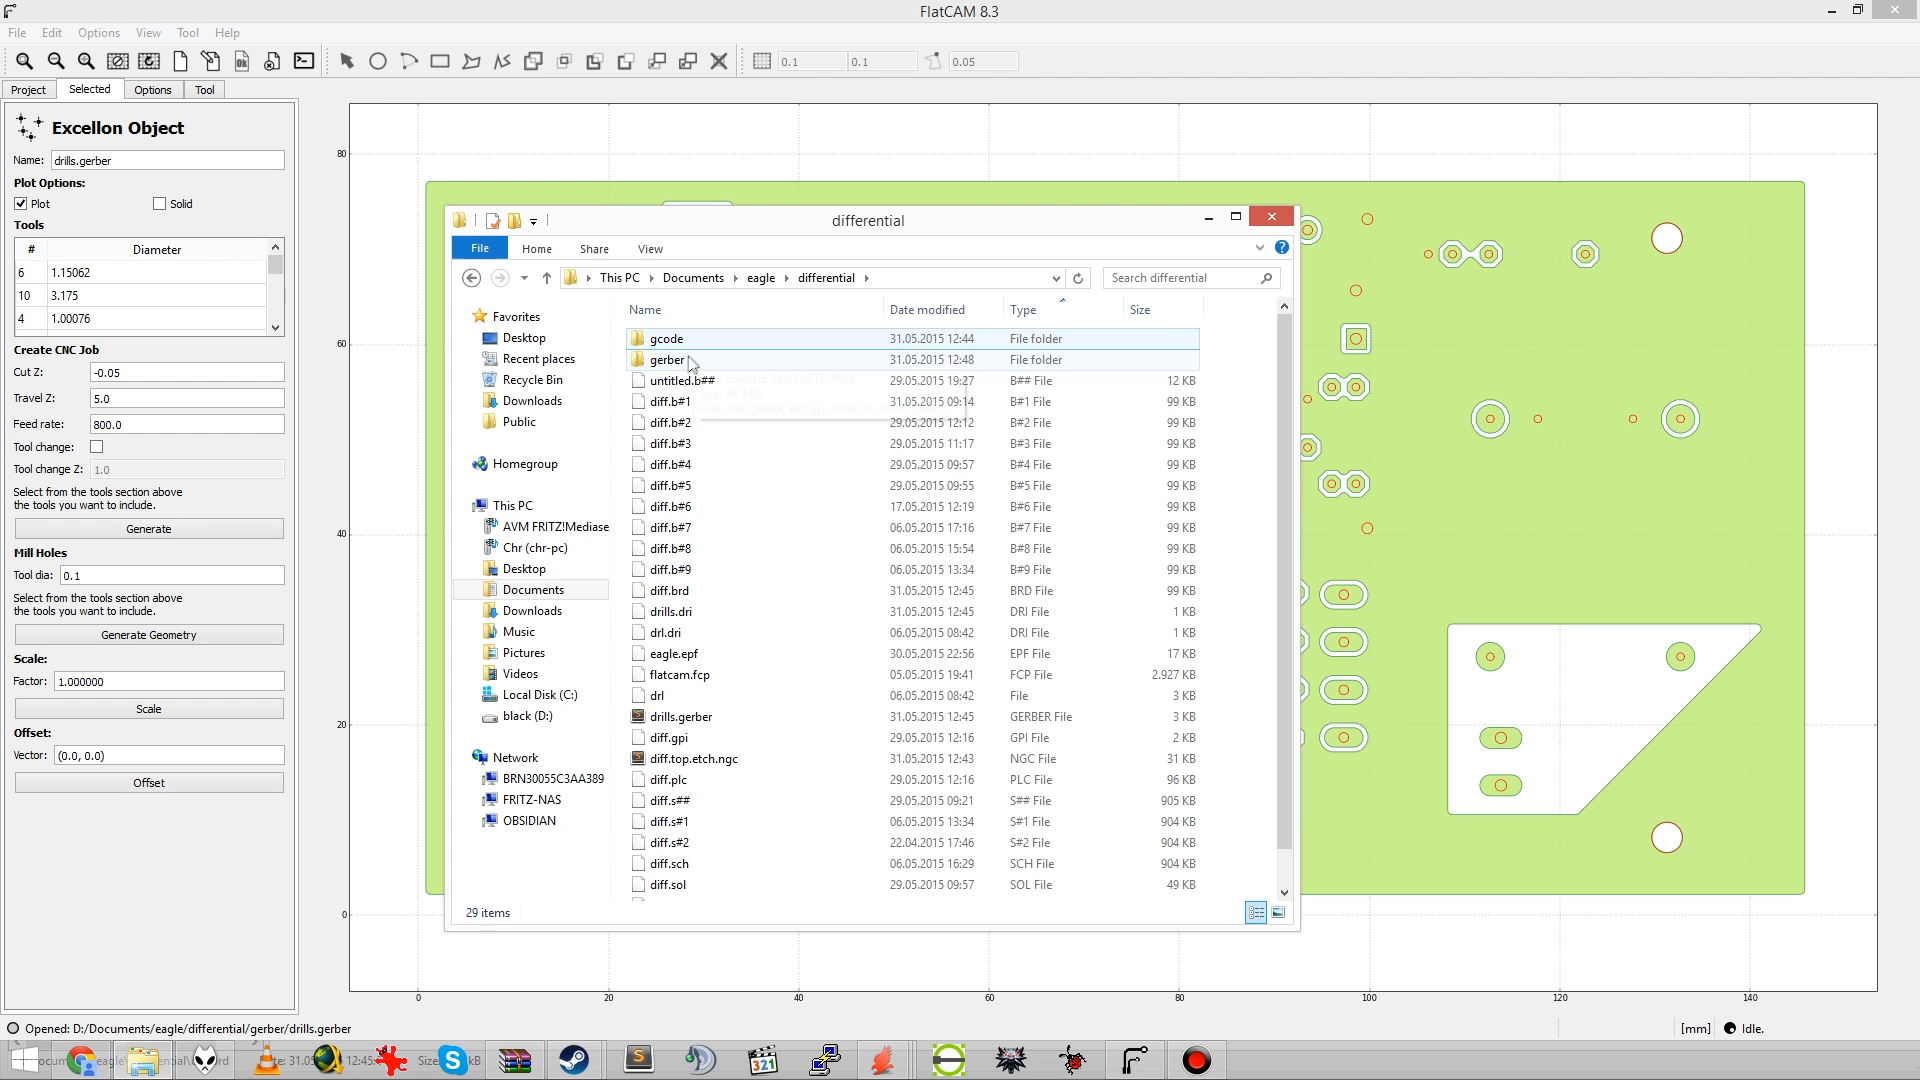 FlatCAM 8.3
File Edit Options View Tool Help
0.1 0.1 0.05
Project Selected Options Tool
Excellon Object
Name: drills.gerber
Plot Options:
Plot Solid
Tools
# Diameter
6 1.15062
10 3.175
4 1.00076
Create CNC Job
Cut Z: -0.05
Travel Z: 5.0
Feed rate: 800.0
Tool change:
Tool change Z: 1.0
Select from the tools section above
the tools you want to include.
Generate
Mill Holes
Tool dia: 0.1
Select from the tools section above
the tools you want to include.
Generate Geometry
Scale:
Factor: 1.000000
Scale
Offset:
Vector: (0.0, 0.0)
Offset
80
60
40
20
0
0 20 40 60 80 100 120 140
differential
File Home Share View
This PC Documents eagle differential
Search differential
Favorites
Desktop
Recent places
Recycle Bin
Downloads
Public
Homegroup
This PC
AVM FRITZ!Mediase
Chr (chr-pc)
Desktop
Documents
Downloads
Music
Pictures
Videos
Local Disk (C:)
black (D:)
Network
BRN30055C3AA389
FRITZ-NAS
OBSIDIAN
Name Date modified Type Size
gcode 31.05.2015 12:44 File folder
gerber 31.05.2015 12:48 File folder
untitled.b## 29.05.2015 19:27 B## File 12 KB
diff.b#1 31.05.2015 09:14 B#1 File 99 KB
diff.b#2 29.05.2015 12:12 B#2 File 99 KB
diff.b#3 29.05.2015 11:17 B#3 File 99 KB
diff.b#4 29.05.2015 09:57 B#4 File 99 KB
diff.b#5 29.05.2015 09:55 B#5 File 99 KB
diff.b#6 17.05.2015 12:19 B#6 File 99 KB
diff.b#7 06.05.2015 17:16 B#7 File 99 KB
diff.b#8 06.05.2015 15:54 B#8 File 99 KB
diff.b#9 06.05.2015 13:34 B#9 File 99 KB
diff.brd 31.05.2015 12:45 BRD File 99 KB
drills.dri 31.05.2015 12:45 DRI File 1 KB
drl.dri 06.05.2015 08:42 DRI File 1 KB
eagle.epf 30.05.2015 22:56 EPF File 17 KB
flatcam.fcp 05.05.2015 19:41 FCP File 2.927 KB
drl 06.05.2015 08:42 File 3 KB
drills.gerber 31.05.2015 12:45 GERBER File 3 KB
diff.gpi 29.05.2015 12:16 GPI File 2 KB
diff.top.etch.ngc 31.05.2015 12:43 NGC File 31 KB
diff.plc 29.05.2015 12:16 PLC File 96 KB
diff.s## 29.05.2015 09:21 S## File 905 KB
diff.s#1 06.05.2015 13:34 S#1 File 904 KB
diff.s#2 22.04.2015 17:46 S#2 File 904 KB
diff.sch 06.05.2015 16:29 SCH File 904 KB
diff.sol 29.05.2015 09:57 SOL File 49 KB
29 items
Opened: D:/Documents/eagle/differential/gerber/drills.gerber
[mm] Idle.